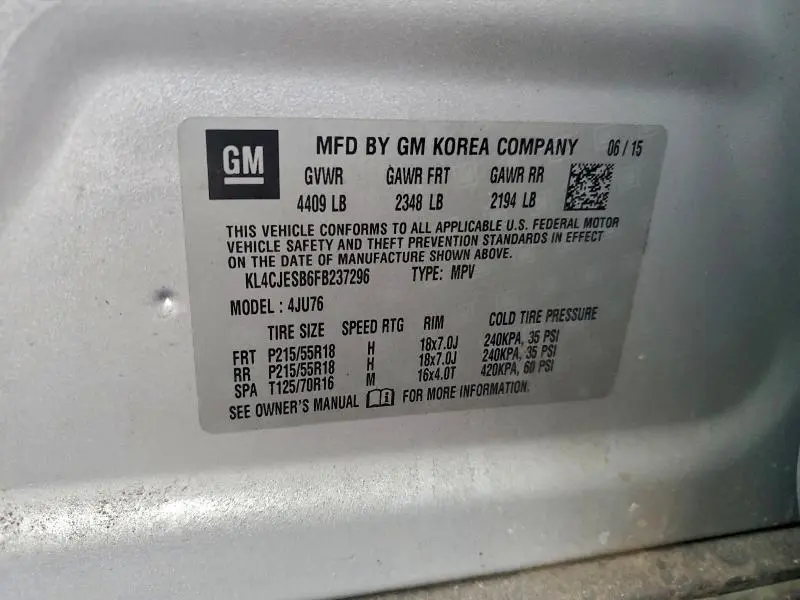 GM MFD BY GM KOREA COMPANY 06 / 15
GVWR GAWR FRT GAWR RR
4409 LB 2348 LB 2194 LB
THIS VEHICLE CONFORMS TO ALL APPLICABLE U.S. FEDERAL MOTOR
VEHICLE SAFETY AND THEFT PREVENTION STANDARDS IN EFFECT
ON THE DATE OF MANUFACTURE SHOWN ABOVE.
KL4CJESB6FB237296 TYPE: MPV
MODEL : 4JU76
TIRE SIZE SPEED RTG RIM COLD TIRE PRESSURE
FRT P215/55R18 H 18x7.0J 240KPA, 35 PSI
RR P215/55R18 H 18x7.0J 240KPA, 35 PSI
SPA T125/70R16 M 16x4.0T 420KPA, 60 PSI
SEE OWNER'S MANUAL FOR MORE INFORMATION.